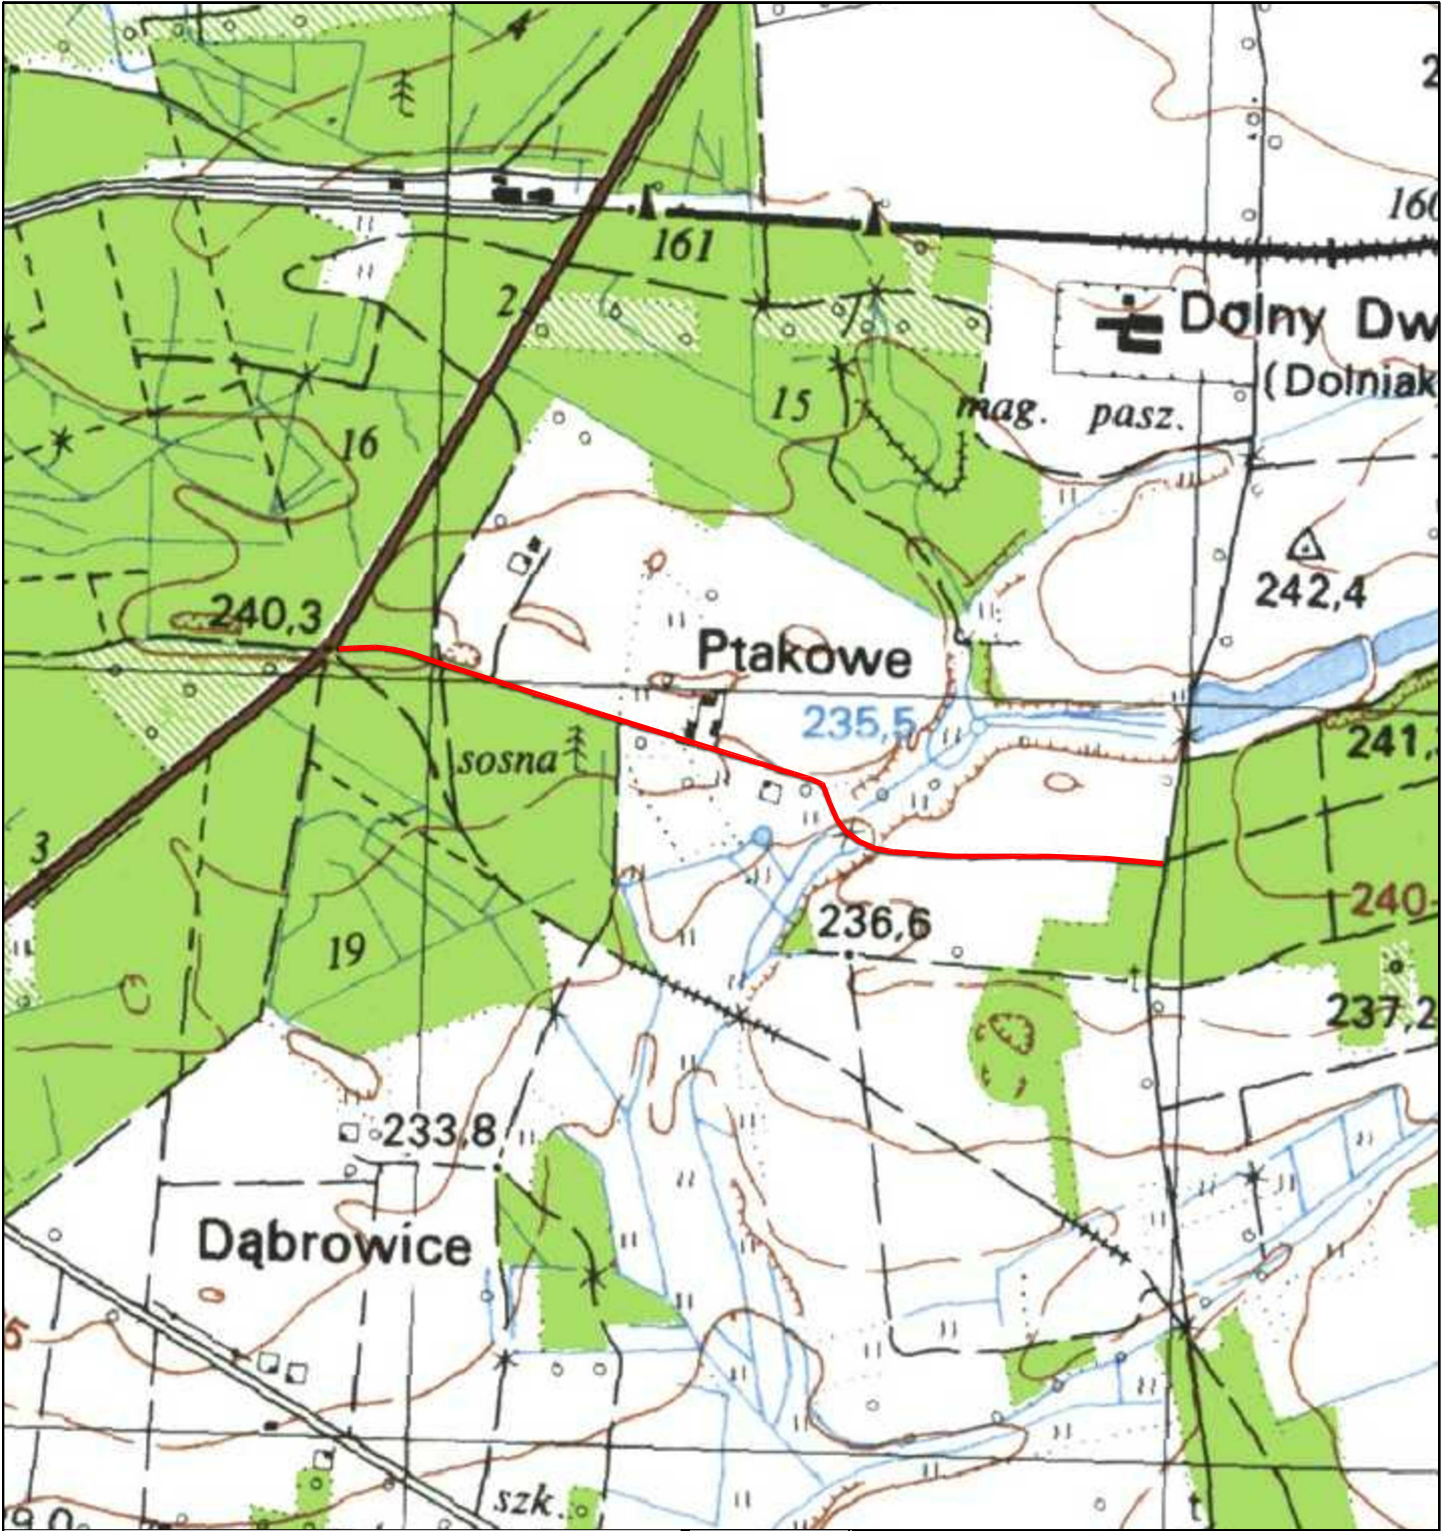 161
2
Dolny Dw
(Dolniak
15
mag. pasz.
16
242,4
240,3
Ptakowe
235,5
241,
sosna
3
240
236,6
19
237,2
233,8
Dąbrowice
szk.